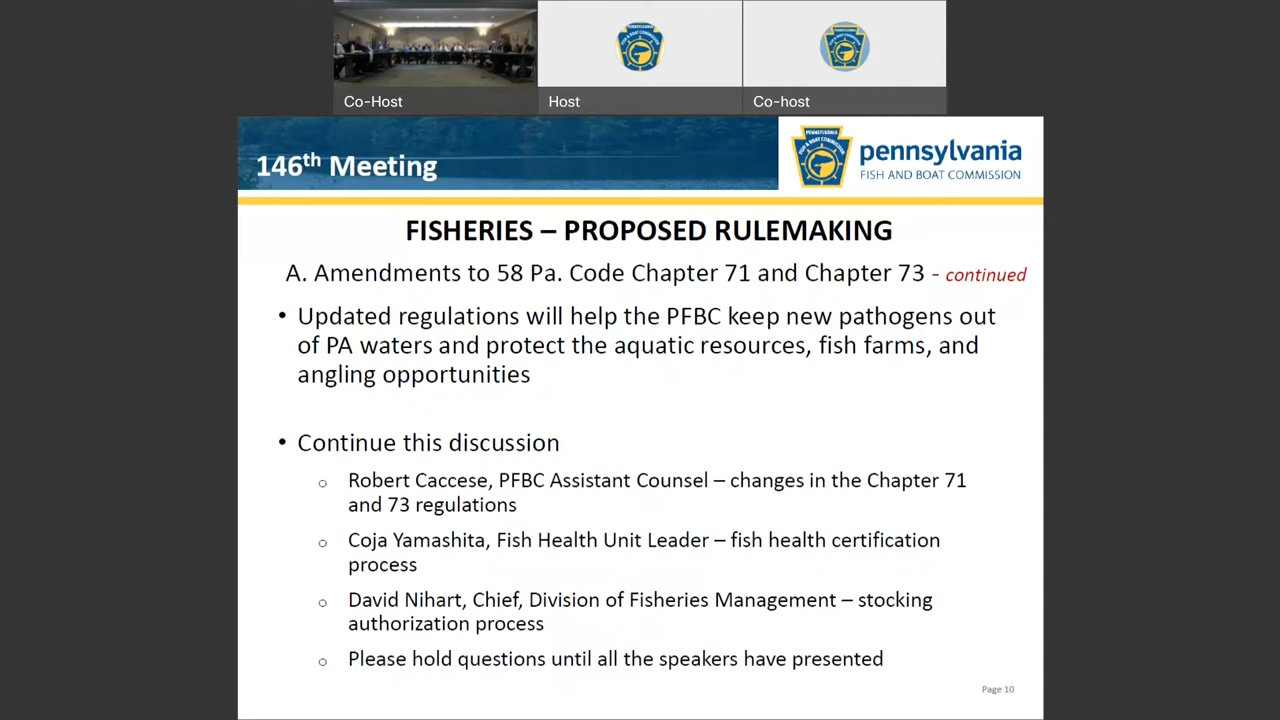 Co-Host
Host
Co-host
146th Meeting
PENNSYLVANIA
FISH & BOAT COMMISSION
pennsylvania
FISH AND BOAT COMMISSION
FISHERIES – PROPOSED RULEMAKING
A. Amendments to 58 Pa. Code Chapter 71 and Chapter 73 - continued
• Updated regulations will help the PFBC keep new pathogens out
of PA waters and protect the aquatic resources, fish farms, and
angling opportunities
• Continue this discussion
○ Robert Caccese, PFBC Assistant Counsel – changes in the Chapter 71
and 73 regulations
○ Coja Yamashita, Fish Health Unit Leader – fish health certification
process
○ David Nihart, Chief, Division of Fisheries Management – stocking
authorization process
○ Please hold questions until all the speakers have presented
Page 10